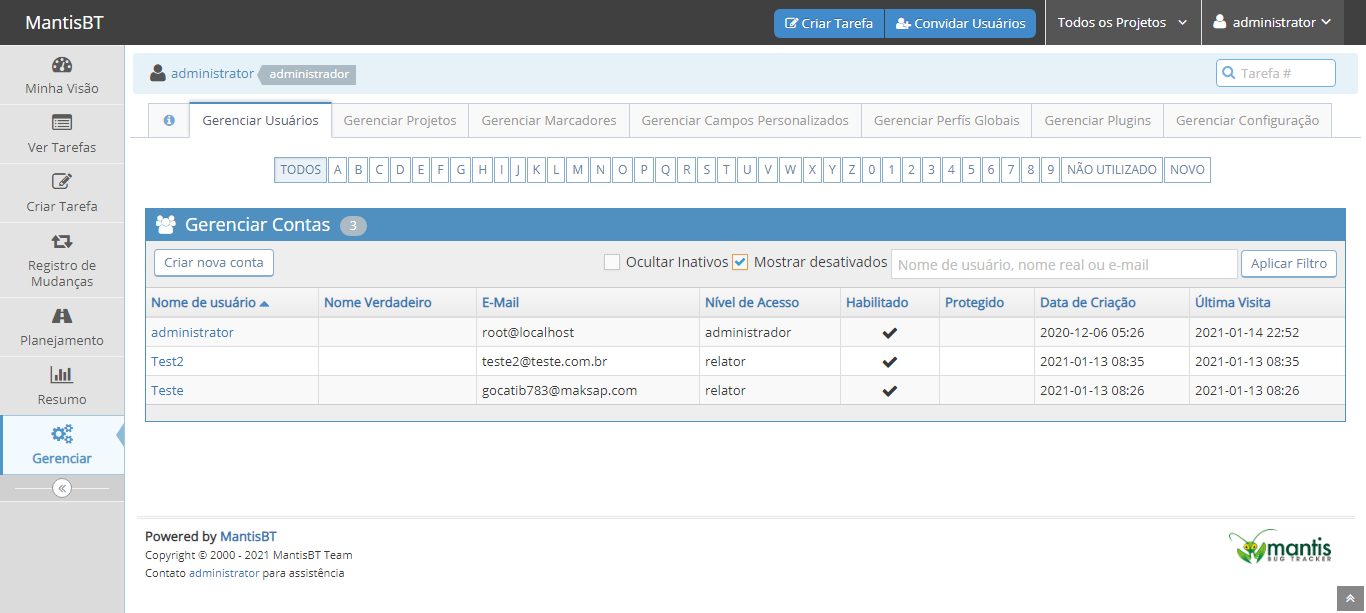 MantisBT
Criar Tarefa
Convidar Usuários
Todos os Projetos
administrator
Minha Visão
Ver Tarefas
Criar Tarefa
Registro de
Mudanças
Planejamento
Resumo
Gerenciar
administrator administrador
Tarefa #
Gerenciar Usuários Gerenciar Projetos Gerenciar Marcadores Gerenciar Campos Personalizados Gerenciar Perfís Globais Gerenciar Plugins Gerenciar Configuração
TODOS A B C D E F G H I J K L M N O P Q R S T U V W X Y Z 0 1 2 3 4 5 6 7 8 9 NÃO UTILIZADO NOVO
Gerenciar Contas 3
Criar nova conta Ocultar Inativos Mostrar desativados Nome de usuário, nome real ou e-mail Aplicar Filtro
Nome de usuário Nome Verdadeiro E-Mail Nível de Acesso Habilitado Protegido Data de Criação Última Visita
administrator root@localhost administrador 2020-12-06 05:26 2021-01-14 22:52
Test2 teste2@teste.com.br relator 2021-01-13 08:35 2021-01-13 08:35
Teste gocatib783@maksap.com relator 2021-01-13 08:26 2021-01-13 08:26
Powered by MantisBT
Copyright © 2000 - 2021 MantisBT Team
Contato administrator para assistência
mantis
BUG TRACKER